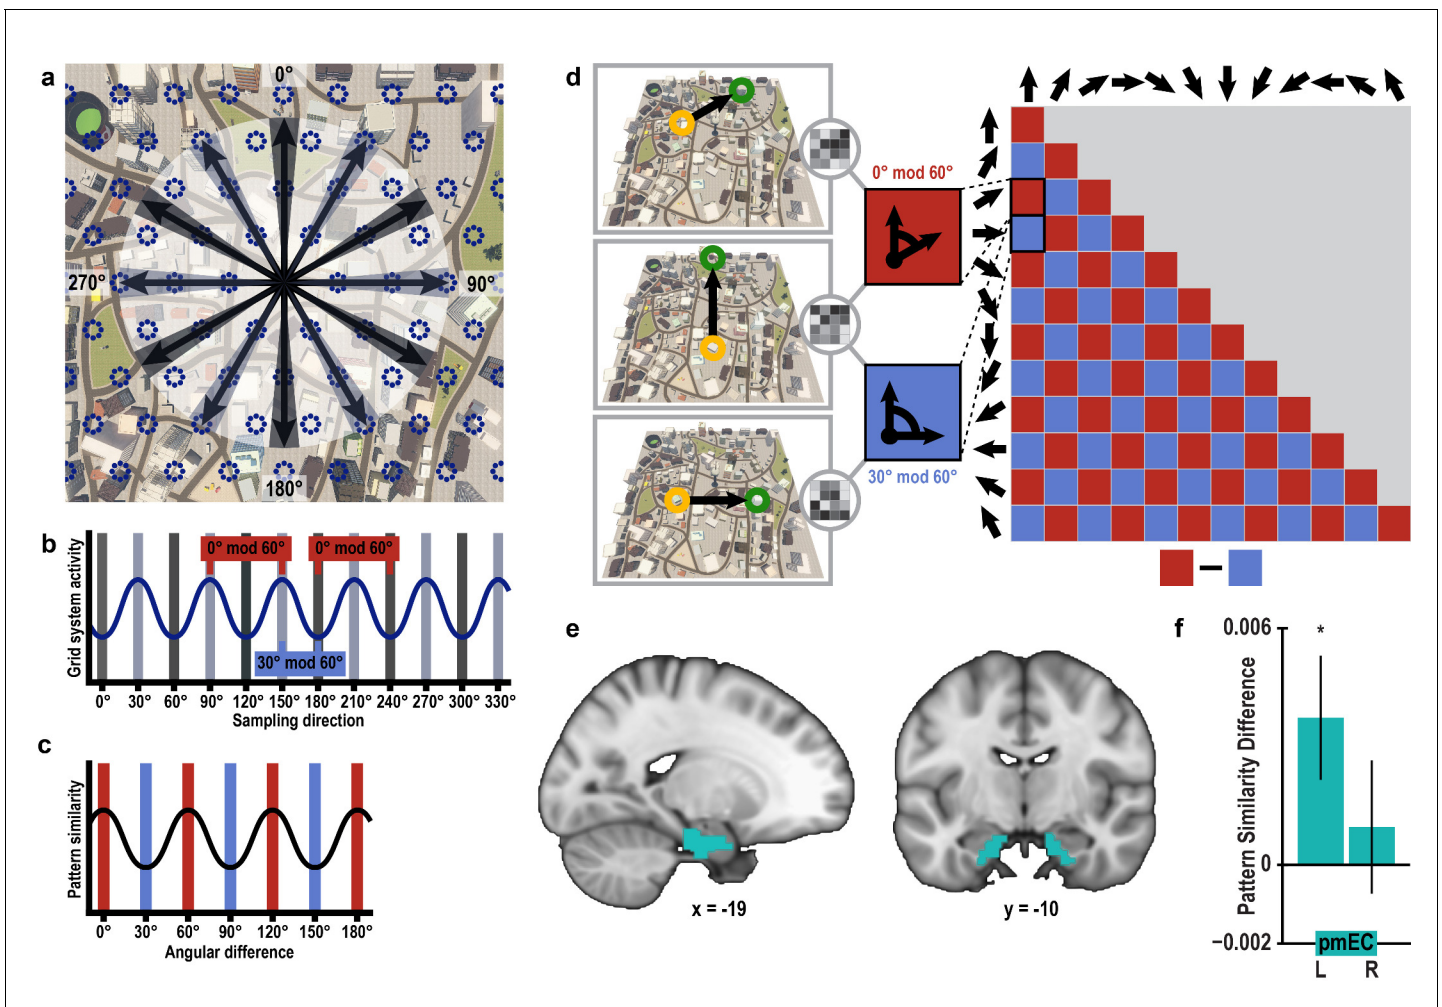 a
0°
270°
90°
180°
b
Grid system activity
0° mod 60°
0° mod 60°
30° mod 60°
0°
30°
60°
90°
120°
150°
180°
210°
240°
270°
300°
330°
Sampling direction
c
Pattern similarity
0°
30°
60°
90°
120°
150°
180°
Angular difference
d
0° mod 60°
30° mod 60°
e
x = -19
y = -10
f
Pattern Similarity Difference
0.006
*
0
−0.002
pmEC
L
R